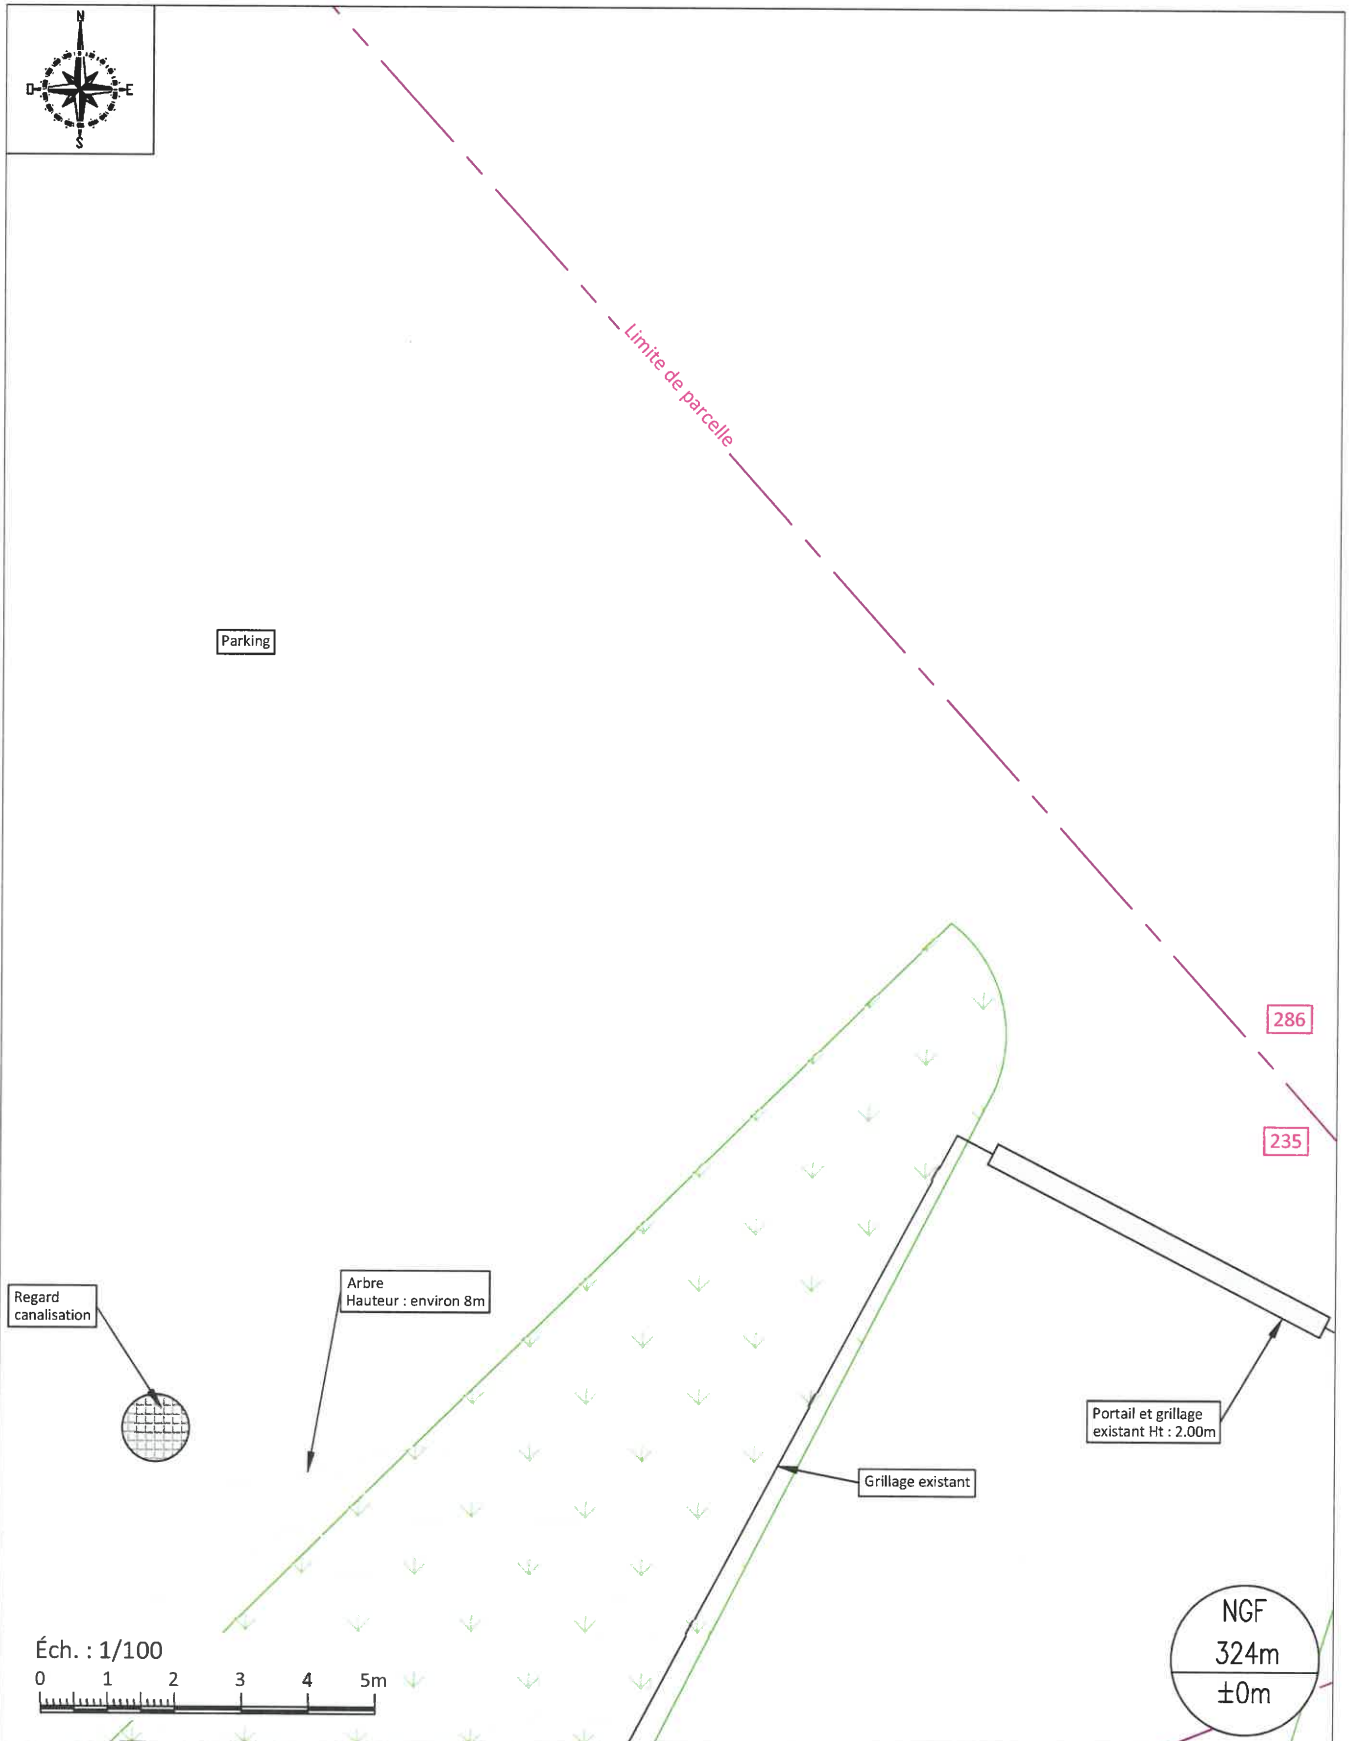 N
O
E
S
Limite de parcelle
Parking
286
235
Regard
canalisation
Arbre
Hauteur : environ 8m
Portail et grillage
existant Ht : 2.00m
Grillage existant
Éch. : 1/100
0 1 2 3 4 5m
NGF
324m
±0m